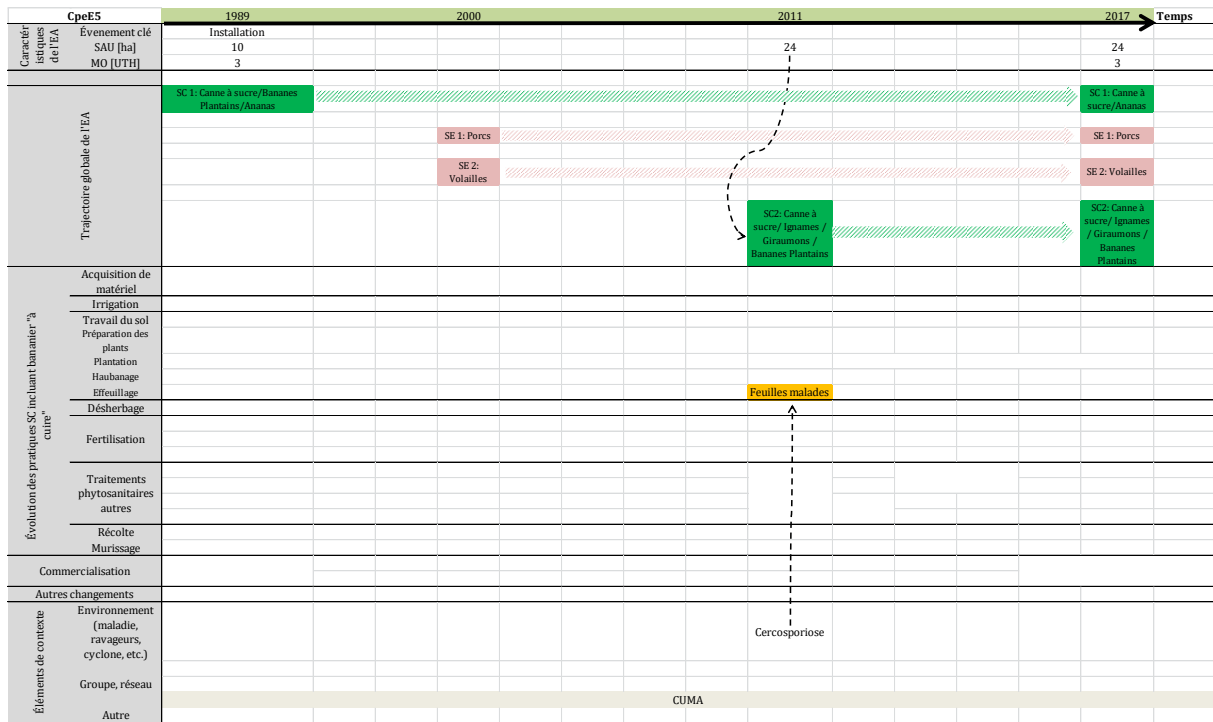 CpeE5 1989 2000 2011 2017 Temps
Caractér
istiques
de l'EA
Évenement clé Installation
SAU [ha] 10 24 24
MO [UTH] 3 3
Trajectoire globale de l'EA
SC 1: Canne à sucre/Bananes
Plantains/Ananas
SC 1: Canne à
sucre/Ananas
SE 1: Porcs SE 1: Porcs
SE 2:
Volailles
SE 2: Volailles
SC2: Canne à
sucre/ Ignames /
Giraumons /
Bananes Plantains
SC2: Canne à
sucre/ Ignames
/ Giraumons /
Bananes
Plantains
Évolution des pratiques SC incluant bananier "à
cuire"
Acquisition de
matériel
Irrigation
Travail du sol
Préparation des
plants
Plantation
Haubanage
Effeuillage Feuilles malades
Désherbage
Fertilisation
Traitements
phytosanitaires
autres
Récolte
Murissage
Commercialisation
Autres changements
Éléments de contexte
Environnement
(maladie,
ravageurs,
cyclone, etc.)
Cercosporiose
Groupe, réseau
CUMA
Autre